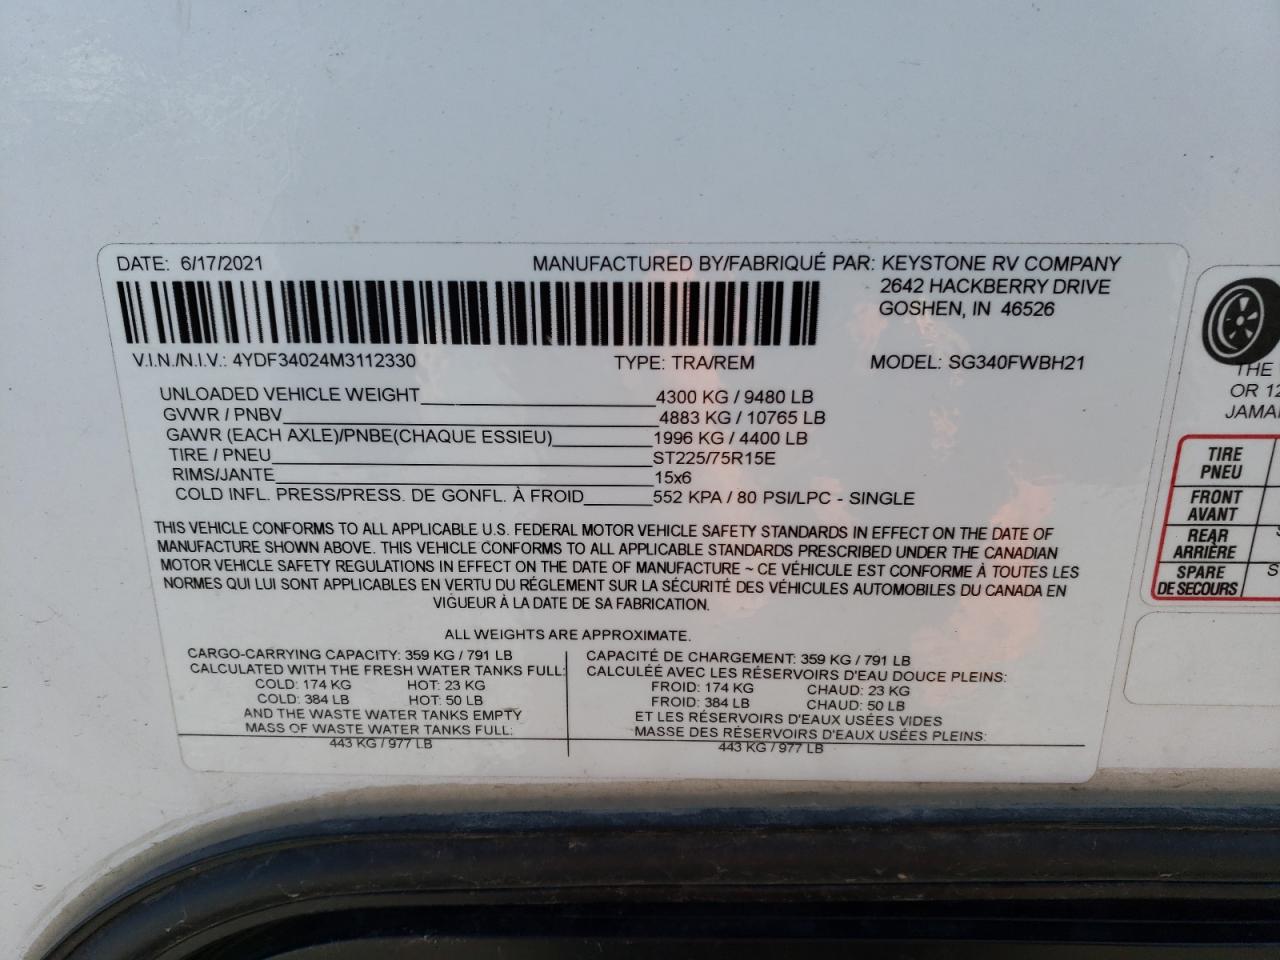 DATE: 6/17/2021
MANUFACTURED BY/FABRIQUÉ PAR: KEYSTONE RV COMPANY
2642 HACKBERRY DRIVE
GOSHEN, IN 46526
V.I.N./N.I.V.: 4YDF34024M3112330 TYPE: TRA/REM MODEL: SG340FWBH21
UNLOADED VEHICLE WEIGHT 4300 KG / 9480 LB
GVWR / PNBV 4883 KG / 10765 LB
GAWR (EACH AXLE)/PNBE(CHAQUE ESSIEU) 1996 KG / 4400 LB
TIRE / PNEU ST225/75R15E
RIMS/JANTE 15x6
COLD INFL. PRESS/PRESS. DE GONFL. À FROID 552 KPA / 80 PSI/LPC - SINGLE
THIS VEHICLE CONFORMS TO ALL APPLICABLE U.S. FEDERAL MOTOR VEHICLE SAFETY STANDARDS IN EFFECT ON THE DATE OF
MANUFACTURE SHOWN ABOVE. THIS VEHICLE CONFORMS TO ALL APPLICABLE STANDARDS PRESCRIBED UNDER THE CANADIAN
MOTOR VEHICLE SAFETY REGULATIONS IN EFFECT ON THE DATE OF MANUFACTURE ~ CE VÉHICULE EST CONFORME À TOUTES LES
NORMES QUI LUI SONT APPLICABLES EN VERTU DU RÉGLEMENT SUR LA SÉCURITÉ DES VÉHICULES AUTOMOBILES DU CANADA EN
VIGUEUR À LA DATE DE SA FABRICATION.
ALL WEIGHTS ARE APPROXIMATE.
CARGO-CARRYING CAPACITY: 359 KG / 791 LB
CALCULATED WITH THE FRESH WATER TANKS FULL:
COLD: 174 KG HOT: 23 KG
COLD: 384 LB HOT: 50 LB
AND THE WASTE WATER TANKS EMPTY
MASS OF WASTE WATER TANKS FULL:
443 KG / 977 LB
CAPACITÉ DE CHARGEMENT: 359 KG / 791 LB
CALCULÉE AVEC LES RÉSERVOIRS D'EAU DOUCE PLEINS:
FROID: 174 KG CHAUD: 23 KG
FROID: 384 LB CHAUD: 50 LB
ET LES RÉSERVOIRS D'EAUX USÉES VIDES
MASSE DES RÉSERVOIRS D'EAUX USÉES PLEINS:
443 KG / 977 LB
THE
OR 12
JAMA
TIRE
PNEU
FRONT
AVANT
REAR
ARRIÈRE
SPARE
DE SECOURS